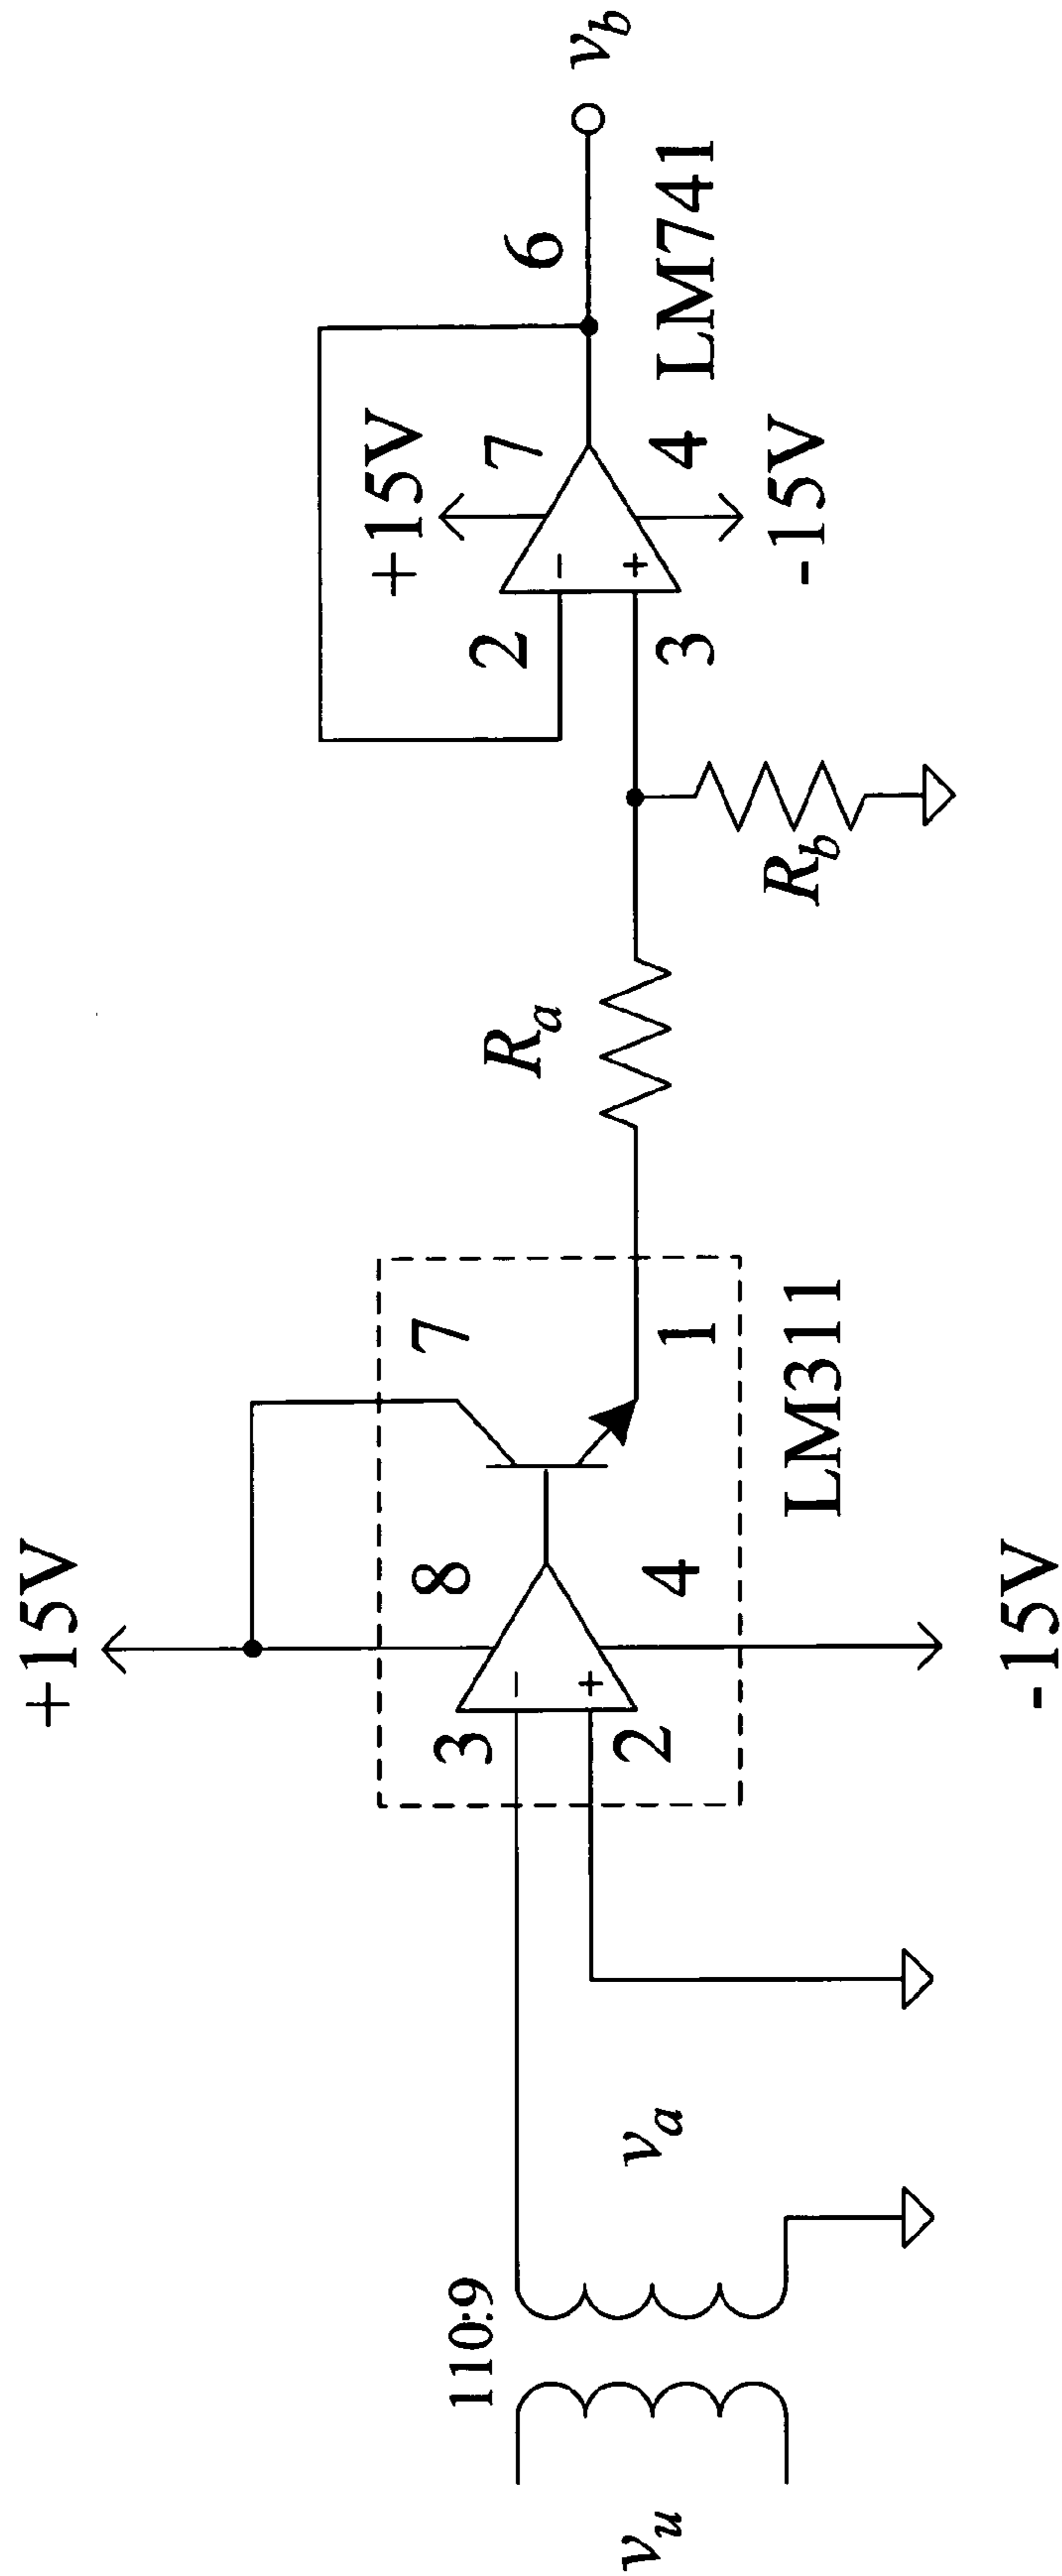 +15V
8
7
3
-
+
2
4
1
LM311
-15V
110:9
v_u
v_a
R_a
R_b
+15V
7
2
-
+
3
4
-15V
6
LM741
v_b